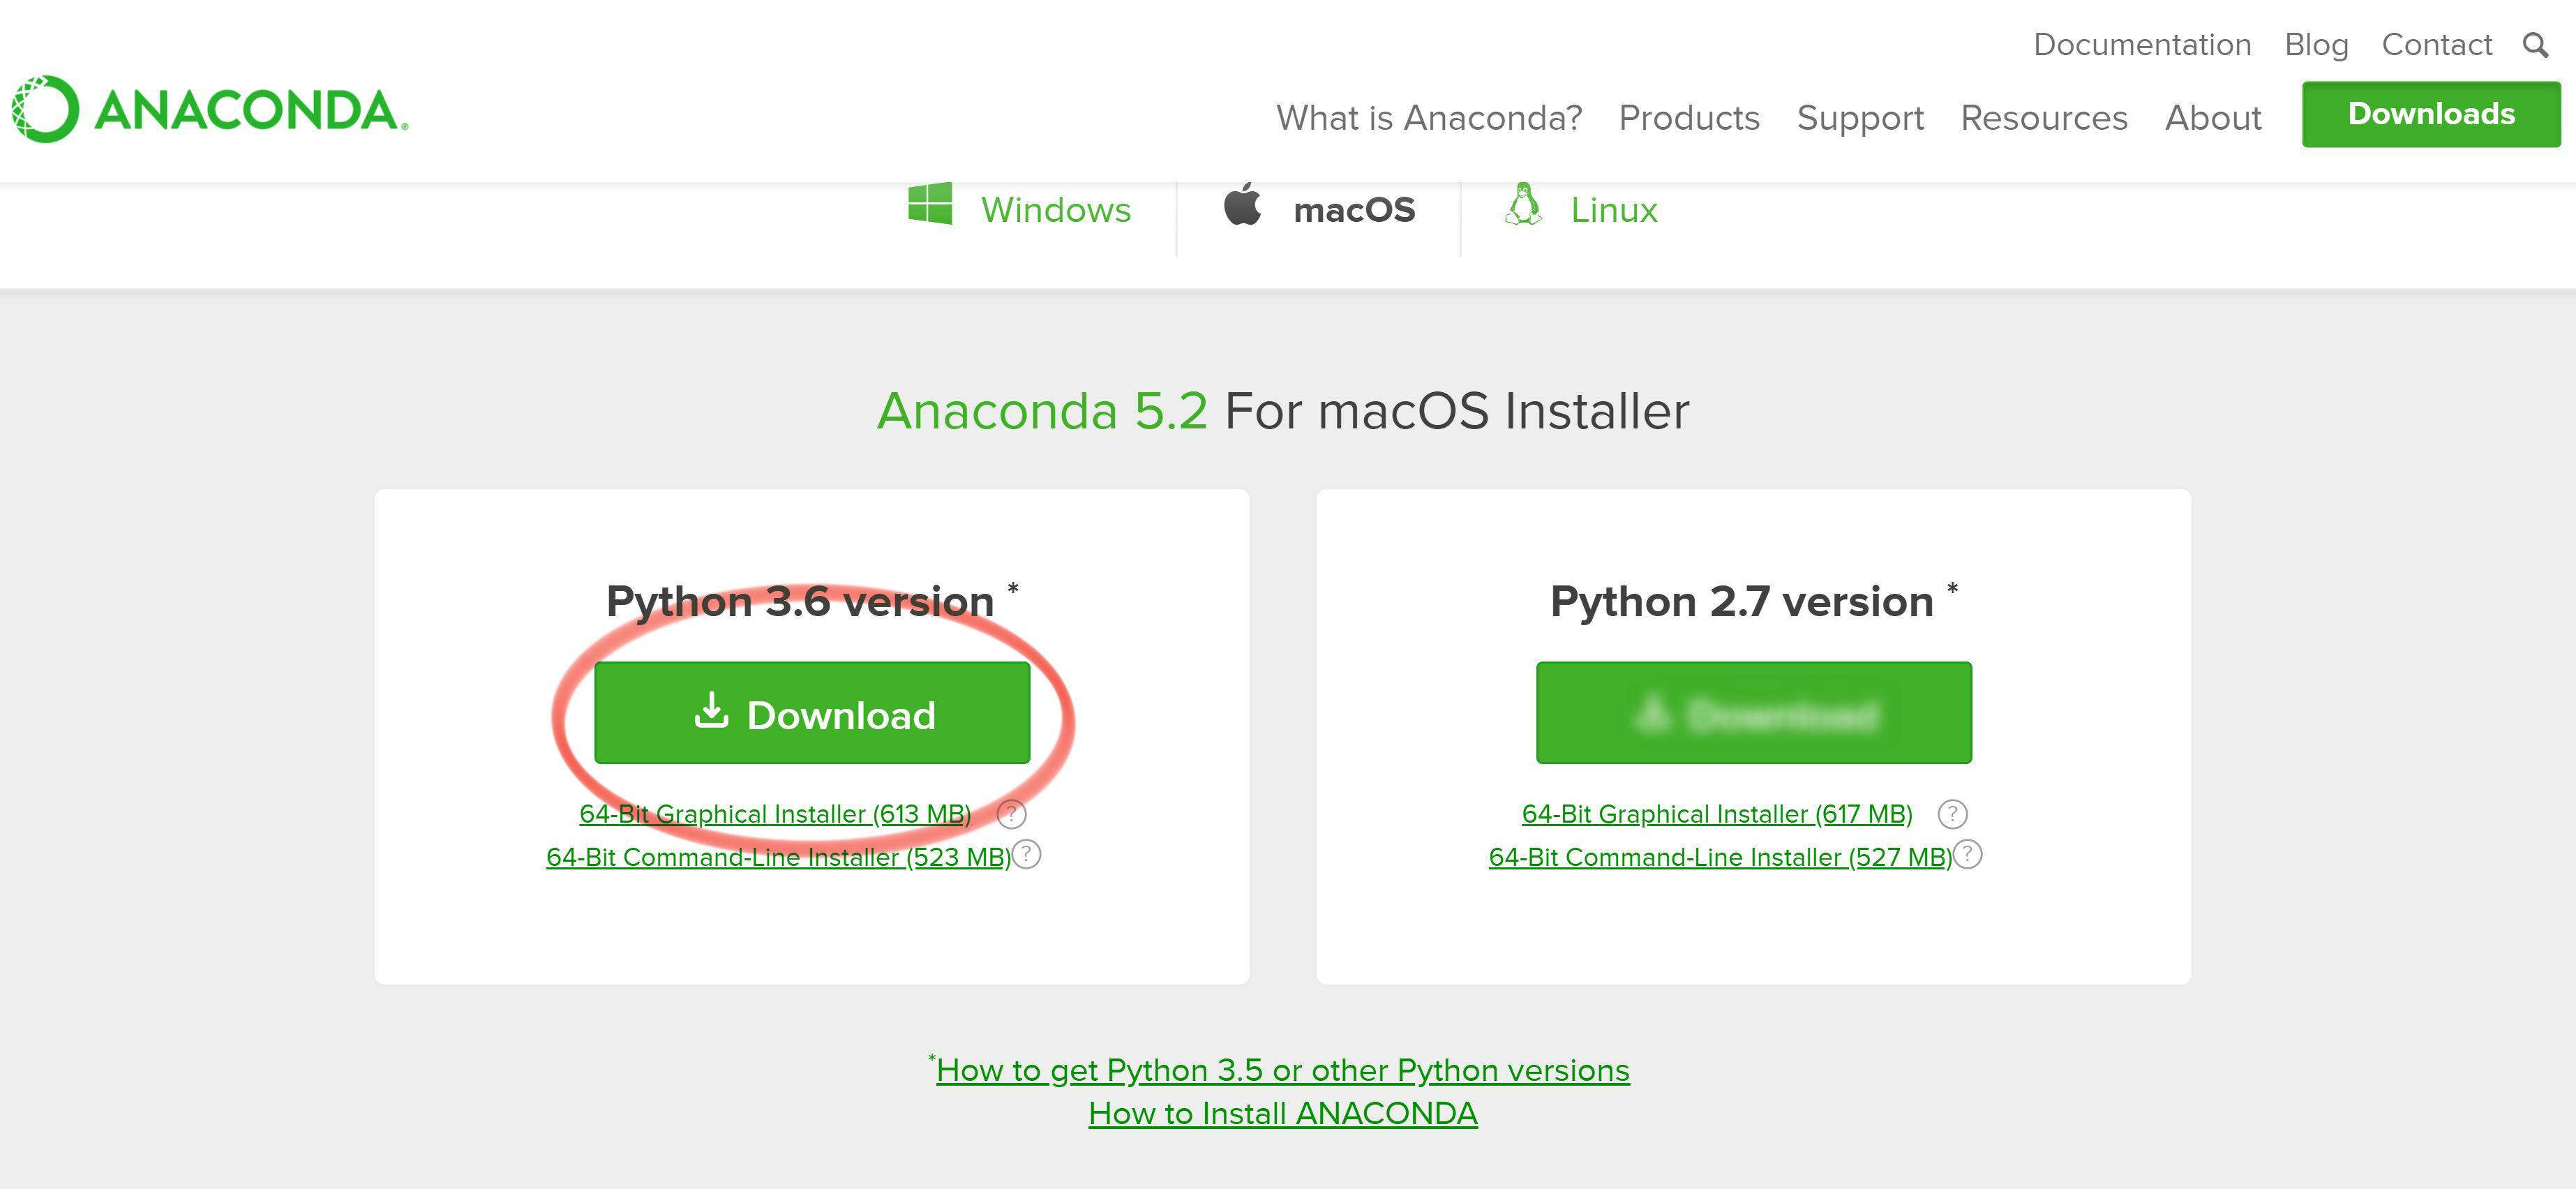 Documentation Blog Contact
ANACONDA®
What is Anaconda? Products Support Resources About Downloads
Windows macOS Linux
Anaconda 5.2 For macOS Installer
Python 3.6 version *
Download
64-Bit Graphical Installer (613 MB) ?
64-Bit Command-Line Installer (523 MB) ?
Python 2.7 version *
Download
64-Bit Graphical Installer (617 MB) ?
64-Bit Command-Line Installer (527 MB) ?
*How to get Python 3.5 or other Python versions
How to Install ANACONDA